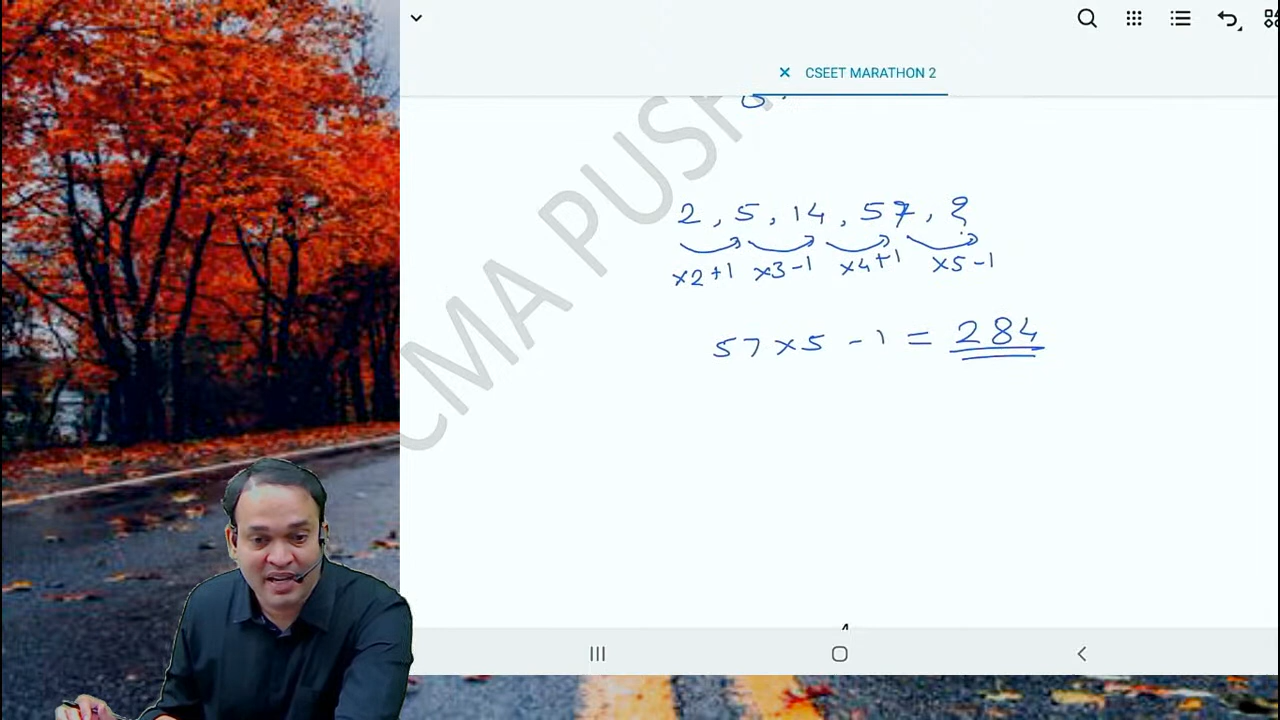 CSEET MARATHON 2
CMA PUSH
2, 5, 14, 57, ?
×2+1 ×3-1 ×4+1 ×5-1
57×5 -1 = 284